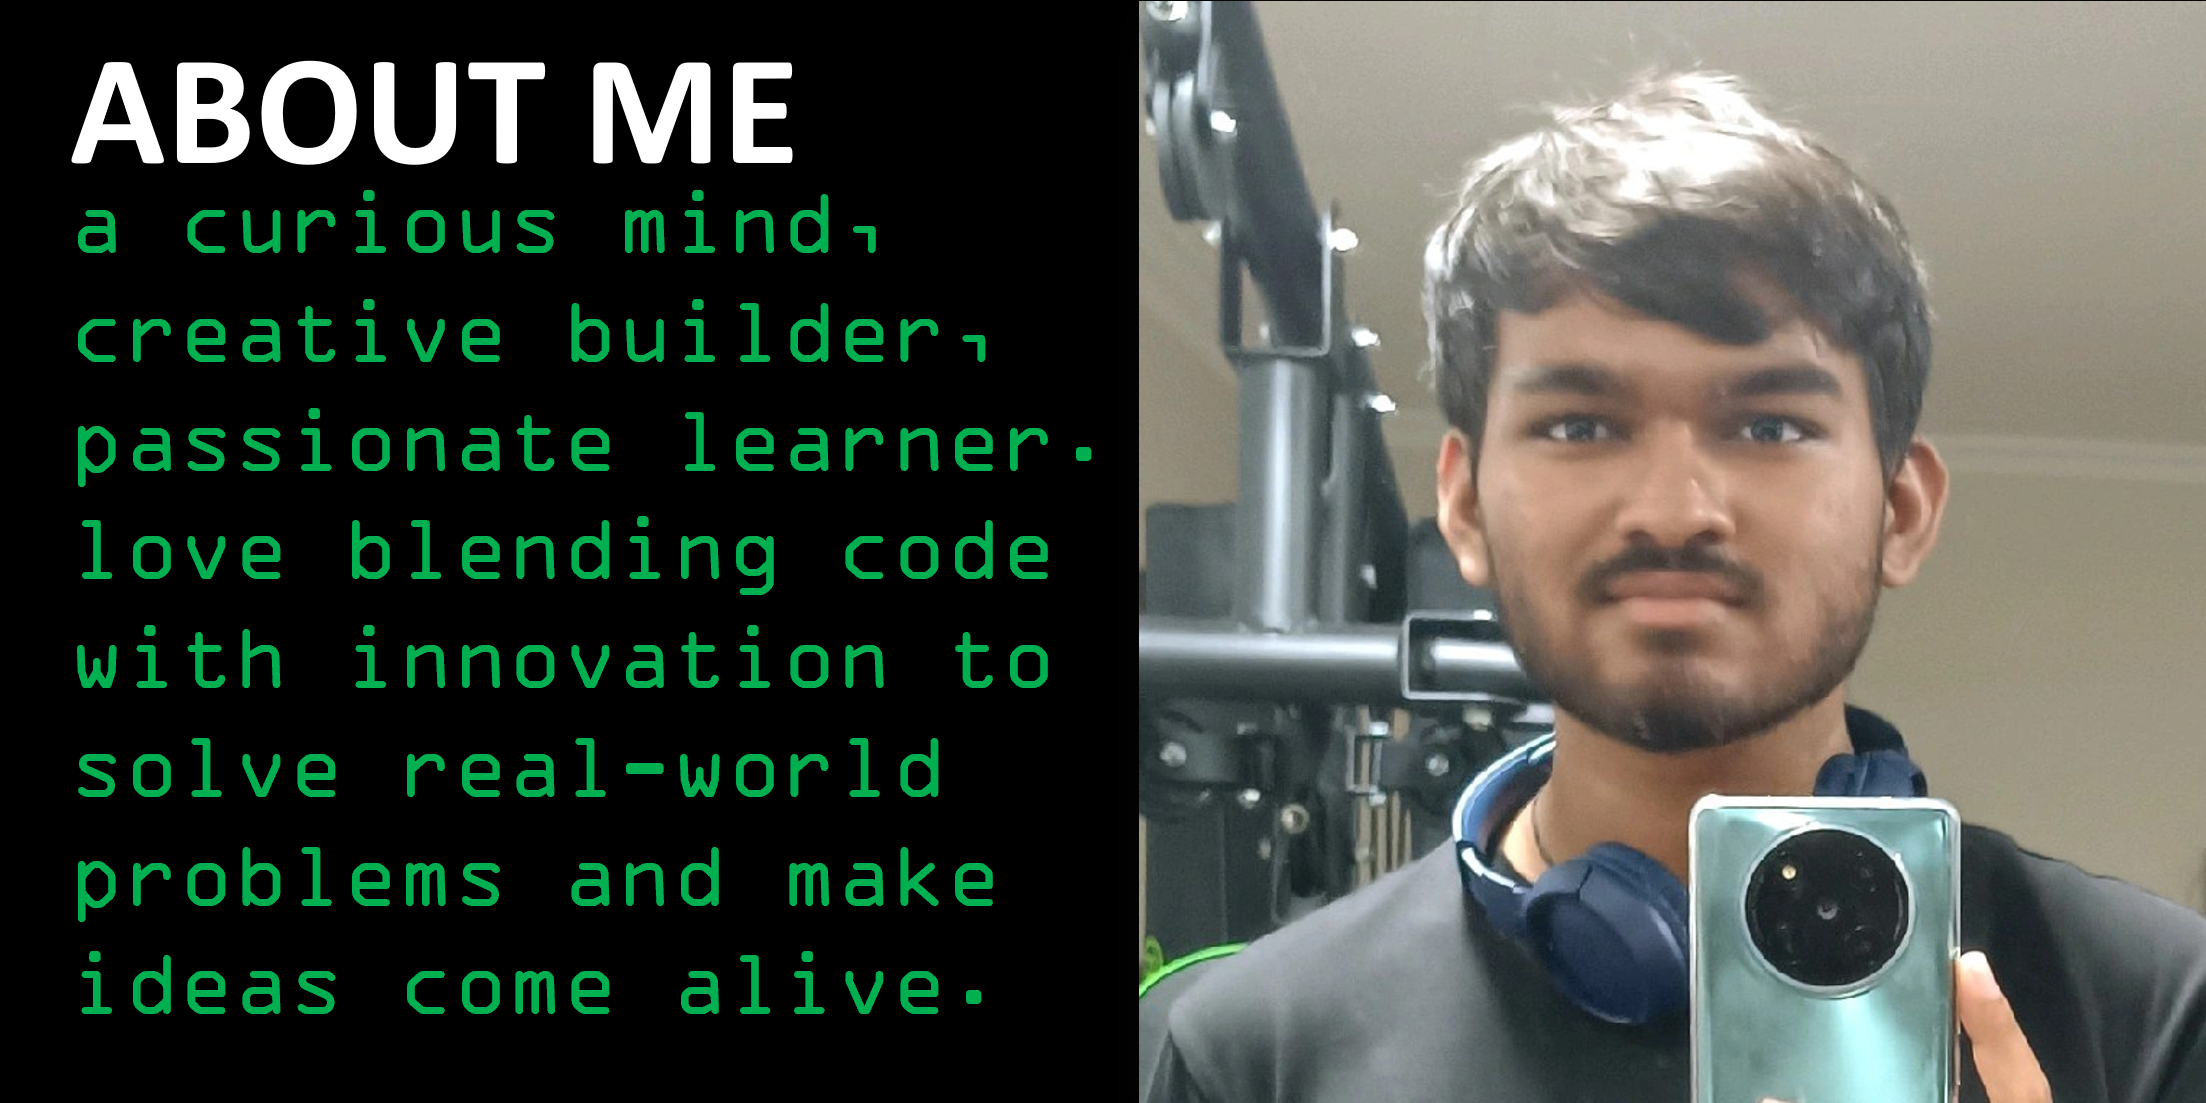 ABOUT ME
a curious mind,
creative builder,
passionate learner.
love blending code
with innovation to
solve real-world
problems and make
ideas come alive.